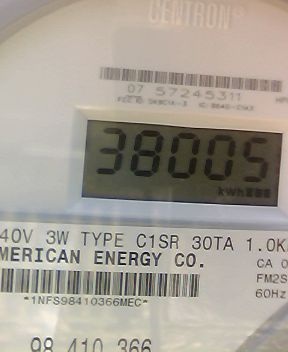 CENTRON®
07 57245311
38005
kWh
40V 3W TYPE C1SR 30TA 1.0K
MERICAN ENERGY CO.
CA 0
FM2S
*1NFS98410366MEC*
60Hz
98 410 366